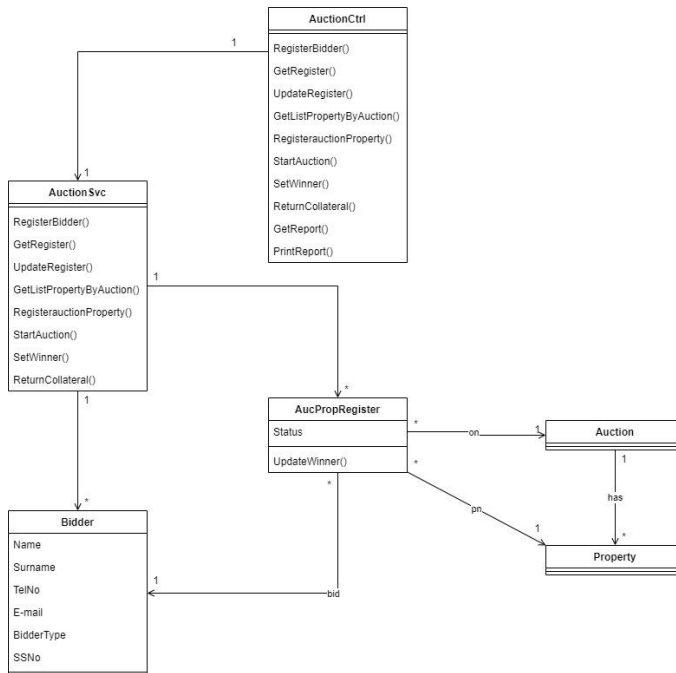 AuctionCtrl
RegisterBidder()
GetRegister()
UpdateRegister()
GetListPropertyByAuction()
RegisterauctionProperty()
StartAuction()
SetWinner()
ReturnCollateral()
GetReport()
PrintReport()
1
1
AuctionSvc
RegisterBidder()
GetRegister()
UpdateRegister()
GetListPropertyByAuction()
RegisterauctionProperty()
StartAuction()
SetWinner()
ReturnCollateral()
1
*
1
*
AucPropRegister
Status
UpdateWinner()
*
on
1
Auction
1
has
*
*
pn
1
Property
*
bid
1
Bidder
Name
Surname
TelNo
E-mail
BidderType
SSNo